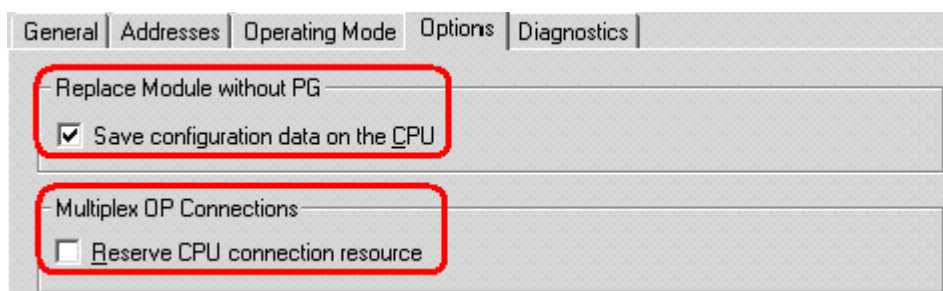 General Addresses Operating Mode Options Diagnostics
Replace Module without PG
Save configuration data on the CPU
Multiplex OP Connections
Reserve CPU connection resource